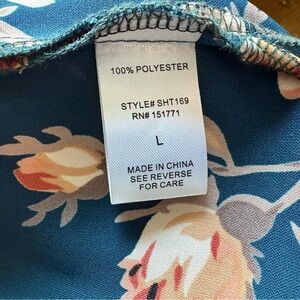 100% POLYESTER
STYLE# SHT169
RN# 151771
L
MADE IN CHINA
SEE REVERSE
FOR CARE